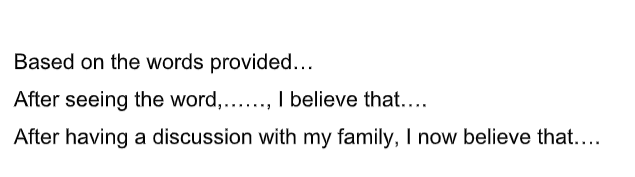 Based on the words provided…
After seeing the word,……, I believe that….
After having a discussion with my family, I now believe that….